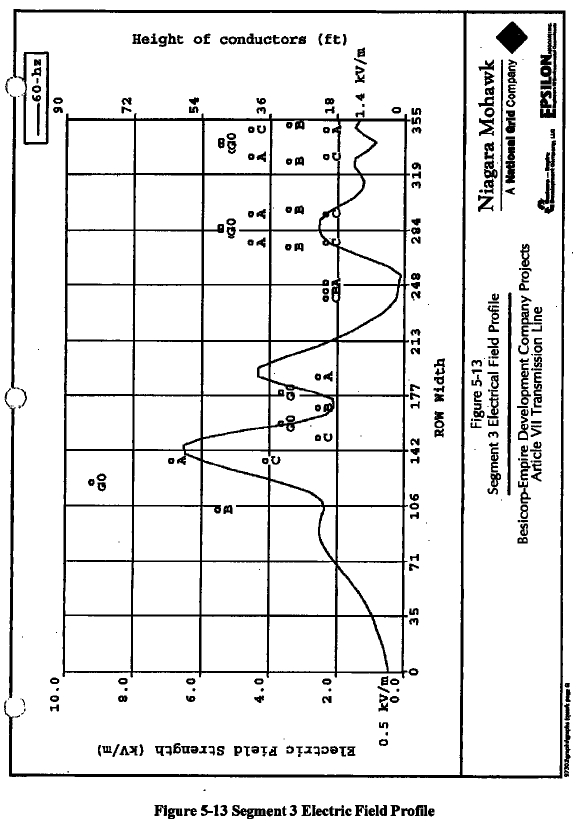 Height of conductors (ft)
60-hz
90
72
54
36
18
0
1.4 kV/m
355
319
284
248
213
177
142
106
71
35
0
ROW Width
10.0
8.0
6.0
4.0
2.0
0.0
0.5 kV/m
Electric Field Strength (kV/m)
GO
C
B
A
A
B
C
GO
A
B
C
A
B
C
CBA
A
GO
B
GO
C
A
C
GO
B
Niagara Mohawk
A National Grid Company
EPSILON
Figure 5-13
Segment 3 Electrical Field Profile
Besicorp-Empire Development Company Projects
Article VII Transmission Line
Figure 5-13 Segment 3 Electric Field Profile